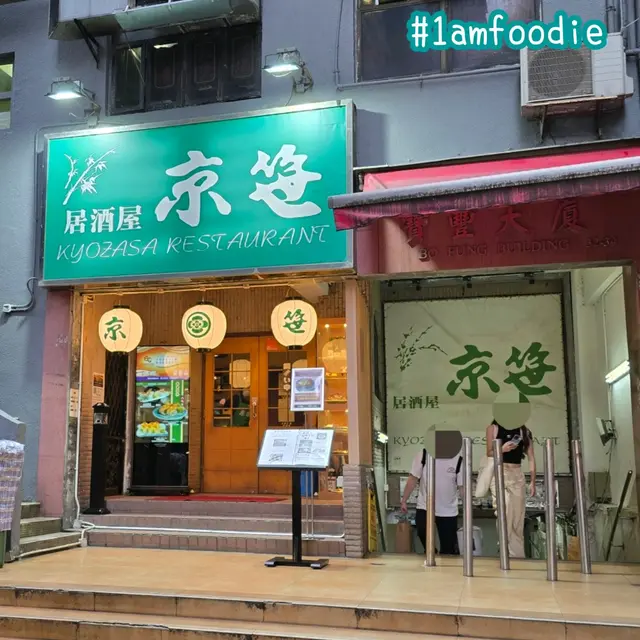 #1amfoodie
居酒屋 京笹
KYOZASA RESTAURANT
寶豐大廈
BO FUNG BUILDING
京
笹
京笹
居酒屋